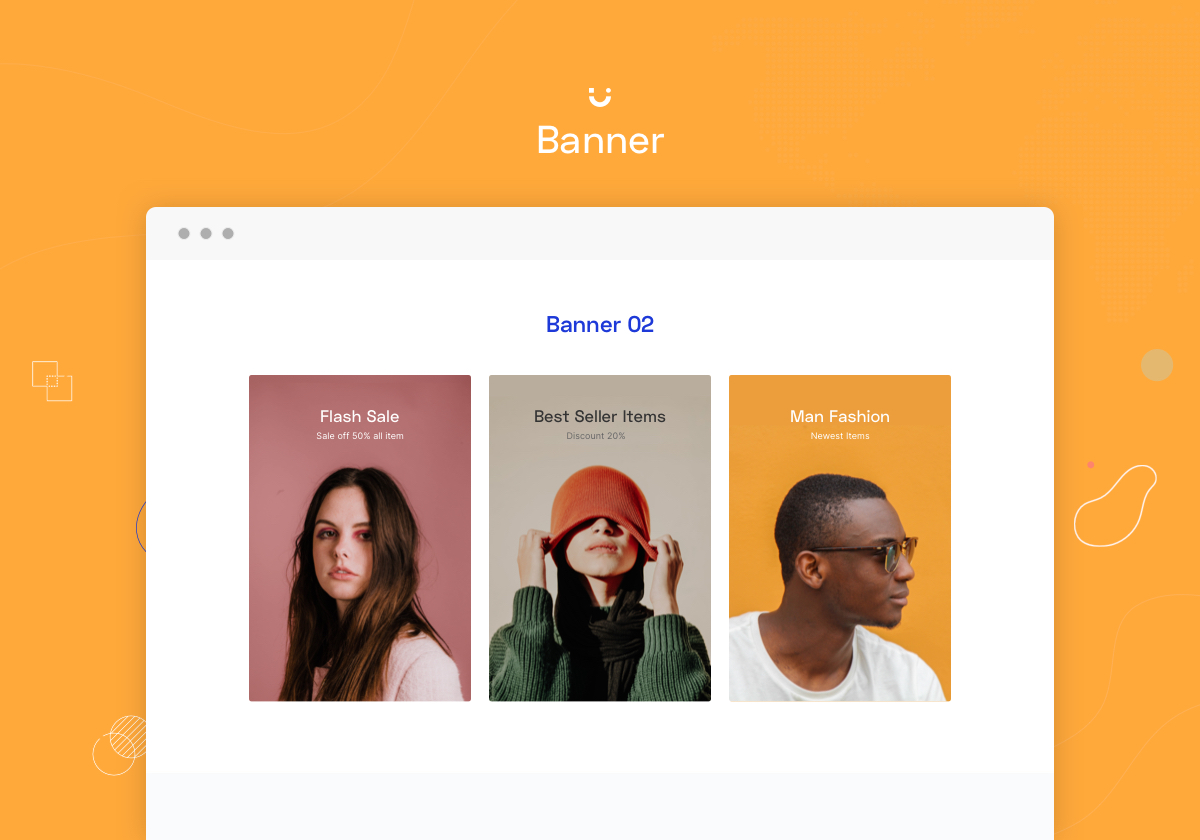 Banner
Banner 02
Flash Sale
Sale off 50% all item
Best Seller Items
Discount 20%
Man Fashion
Newest Items